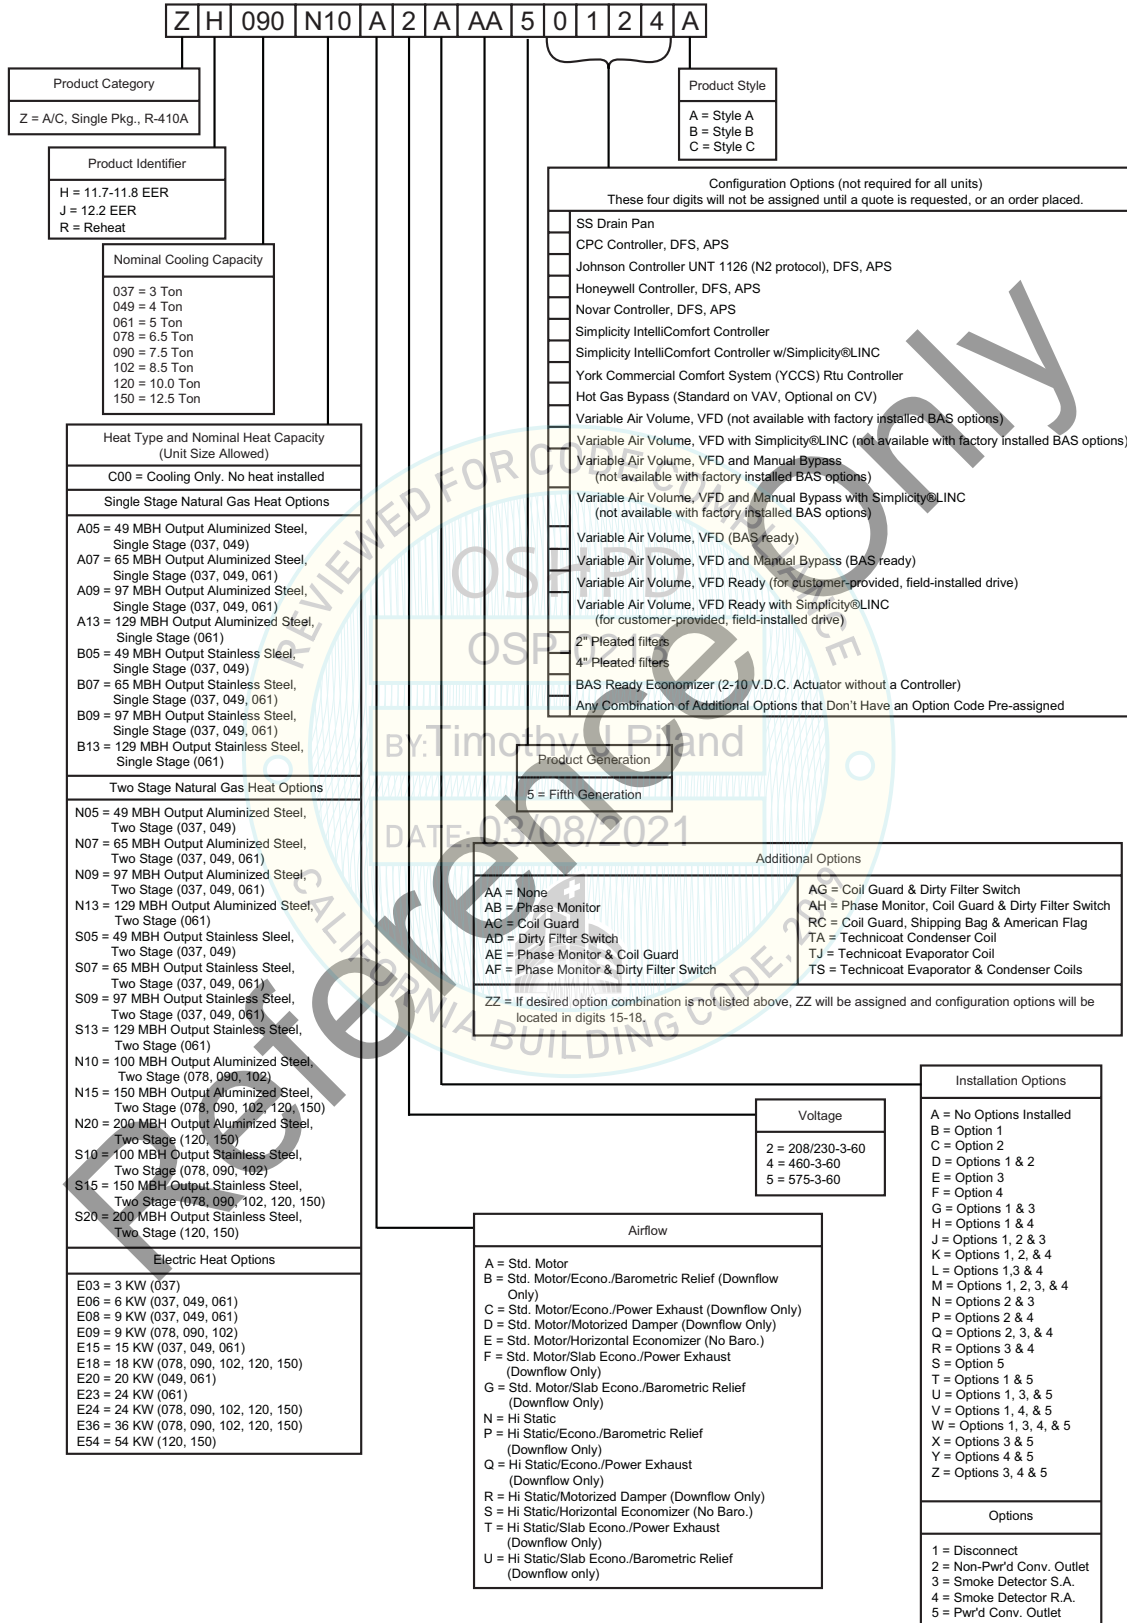 Z H 090 N10 A 2 A AA 5 0 1 2 4 A
Product Category
Z = A/C, Single Pkg., R-410A
Product Identifier
H = 11.7-11.8 EER
J = 12.2 EER
R = Reheat
Nominal Cooling Capacity
037 = 3 Ton
049 = 4 Ton
061 = 5 Ton
078 = 6.5 Ton
090 = 7.5 Ton
102 = 8.5 Ton
120 = 10.0 Ton
150 = 12.5 Ton
Heat Type and Nominal Heat Capacity
(Unit Size Allowed)
C00 = Cooling Only. No heat installed
Single Stage Natural Gas Heat Options
A05 = 49 MBH Output Aluminized Steel,
Single Stage (037, 049)
A07 = 65 MBH Output Aluminized Steel,
Single Stage (037, 049, 061)
A09 = 97 MBH Output Aluminized Steel,
Single Stage (037, 049, 061)
A13 = 129 MBH Output Aluminized Steel,
Single Stage (061)
B05 = 49 MBH Output Stainless Steel,
Single Stage (037, 049)
B07 = 65 MBH Output Stainless Steel,
Single Stage (037, 049, 061)
B09 = 97 MBH Output Stainless Steel,
Single Stage (037, 049, 061)
B13 = 129 MBH Output Stainless Steel,
Single Stage (061)
Two Stage Natural Gas Heat Options
N05 = 49 MBH Output Aluminized Steel,
Two Stage (037, 049)
N07 = 65 MBH Output Aluminized Steel,
Two Stage (037, 049, 061)
N09 = 97 MBH Output Aluminized Steel,
Two Stage (037, 049, 061)
N13 = 129 MBH Output Aluminized Steel,
Two Stage (061)
S05 = 49 MBH Output Stainless Sleel,
Two Stage (037, 049)
S07 = 65 MBH Output Stainless Steel,
Two Stage (037, 049, 061)
S09 = 97 MBH Output Stainless Steel,
Two Stage (037, 049, 061)
S13 = 129 MBH Output Stainless Steel,
Two Stage (061)
N10 = 100 MBH Output Aluminized Steel,
Two Stage (078, 090, 102)
N15 = 150 MBH Output Aluminized Steel,
Two Stage (078, 090, 102, 120, 150)
N20 = 200 MBH Output Aluminized Steel,
Two Stage (120, 150)
S10 = 100 MBH Output Stainless Steel,
Two Stage (078, 090, 102)
S15 = 150 MBH Output Stainless Steel,
Two Stage (078, 090, 102, 120, 150)
S20 = 200 MBH Output Stainless Steel,
Two Stage (120, 150)
Electric Heat Options
E03 = 3 KW (037)
E06 = 6 KW (037, 049, 061)
E08 = 9 KW (037, 049, 061)
E09 = 9 KW (078, 090, 102)
E15 = 15 KW (037, 049, 061)
E18 = 18 KW (078, 090, 102, 120, 150)
E20 = 20 KW (049, 061)
E23 = 24 KW (061)
E24 = 24 KW (078, 090, 102, 120, 150)
E36 = 36 KW (078, 090, 102, 120, 150)
E54 = 54 KW (120, 150)
Product Style
A = Style A
B = Style B
C = Style C
Configuration Options (not required for all units)
These four digits will not be assigned until a quote is requested, or an order placed.
SS Drain Pan
CPC Controller, DFS, APS
Johnson Controller UNT 1126 (N2 protocol), DFS, APS
Honeywell Controller, DFS, APS
Novar Controller, DFS, APS
Simplicity IntelliComfort Controller
Simplicity IntelliComfort Controller w/Simplicity®LINC
York Commercial Comfort System (YCCS) Rtu Controller
Hot Gas Bypass (Standard on VAV, Optional on CV)
Variable Air Volume, VFD (not available with factory installed BAS options)
Variable Air Volume, VFD with Simplicity®LINC (not available with factory installed BAS options)
Variable Air Volume, VFD and Manual Bypass
(not available with factory installed BAS options)
Variable Air Volume, VFD and Manual Bypass with Simplicity®LINC
(not available with factory installed BAS options)
Variable Air Volume, VFD (BAS ready)
Variable Air Volume, VFD and Manual Bypass (BAS ready)
Variable Air Volume, VFD Ready (for customer-provided, field-installed drive)
Variable Air Volume, VFD Ready with Simplicity®LINC
(for customer-provided, field-installed drive)
2" Pleated filters
4" Pleated filters
BAS Ready Economizer (2-10 V.D.C. Actuator without a Controller)
Any Combination of Additional Options that Don't Have an Option Code Pre-assigned
Product Generation
5 = Fifth Generation
Additional Options
AA = None
AB = Phase Monitor
AC = Coil Guard
AD = Dirty Filter Switch
AE = Phase Monitor & Coil Guard
AF = Phase Monitor & Dirty Filter Switch
AG = Coil Guard & Dirty Filter Switch
AH = Phase Monitor, Coil Guard & Dirty Filter Switch
RC = Coil Guard, Shipping Bag & American Flag
TA = Technicoat Condenser Coil
TJ = Technicoat Evaporator Coil
TS = Technicoat Evaporator & Condenser Coils
ZZ = If desired option combination is not listed above, ZZ will be assigned and configuration options will be
located in digits 15-18.
Installation Options
A = No Options Installed
B = Option 1
C = Option 2
D = Options 1 & 2
E = Option 3
F = Option 4
G = Options 1 & 3
H = Options 1 & 4
J = Options 1, 2 & 3
K = Options 1, 2, & 4
L = Options 1,3 & 4
M = Options 1, 2, 3, & 4
N = Options 2 & 3
P = Options 2 & 4
Q = Options 2, 3, & 4
R = Options 3 & 4
S = Option 5
T = Options 1 & 5
U = Options 1, 3, & 5
V = Options 1, 4, & 5
W = Options 1, 3, 4, & 5
X = Options 3 & 5
Y = Options 4 & 5
Z = Options 3, 4 & 5
Options
1 = Disconnect
2 = Non-Pwr'd Conv. Outlet
3 = Smoke Detector S.A.
4 = Smoke Detector R.A.
5 = Pwr'd Conv. Outlet
Voltage
2 = 208/230-3-60
4 = 460-3-60
5 = 575-3-60
Airflow
A = Std. Motor
B = Std. Motor/Econo./Barometric Relief (Downflow
Only)
C = Std. Motor/Econo./Power Exhaust (Downflow Only)
D = Std. Motor/Motorized Damper (Downflow Only)
E = Std. Motor/Horizontal Economizer (No Baro.)
F = Std. Motor/Slab Econo./Power Exhaust
(Downflow Only)
G = Std. Motor/Slab Econo./Barometric Relief
(Downflow Only)
N = Hi Static
P = Hi Static/Econo./Barometric Relief
(Downflow Only)
Q = Hi Static/Econo./Power Exhaust
(Downflow Only)
R = Hi Static/Motorized Damper (Downflow Only)
S = Hi Static/Horizontal Economizer (No Baro.)
T = Hi Static/Slab Econo./Power Exhaust
(Downflow Only)
U = Hi Static/Slab Econo./Barometric Relief
(Downflow only)
Reference Only
REVIEWED FOR CODE COMPLIANCE
OSHPD
BY: Timothy J Piland
DATE: 03/08/2021
CALIFORNIA BUILDING CODE, 2019